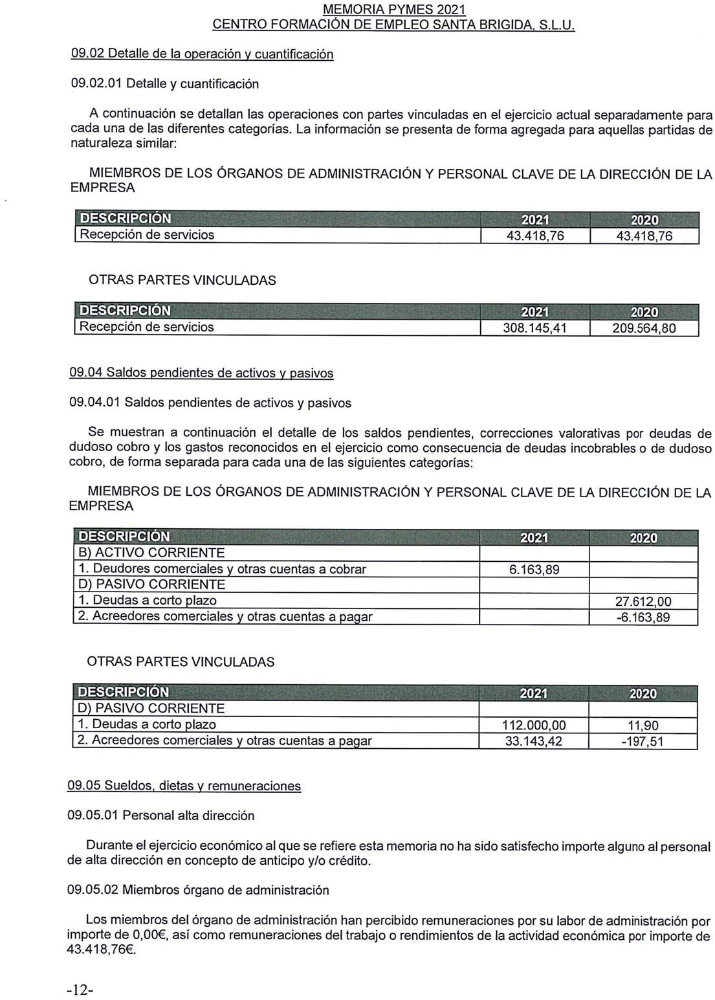 MEMORIA PYMES 2021
CENTRO FORMACIÓN DE EMPLEO SANTA BRIGIDA, S.L.U.
09.02 Detalle de la operación y cuantificación
09.02.01 Detalle y cuantificación
A continuación se detallan las operaciones con partes vinculadas en el ejercicio actual separadamente para
cada una de las diferentes categorías. La información se presenta de forma agregada para aquellas partidas de
naturaleza similar:
MIEMBROS DE LOS ÓRGANOS DE ADMINISTRACIÓN Y PERSONAL CLAVE DE LA DIRECCIÓN DE LA
EMPRESA
DESCRIPCIÓN 2021 2020
Recepción de servicios 43.418,76 43.418,76
OTRAS PARTES VINCULADAS
DESCRIPCIÓN 2021 2020
Recepción de servicios 308.145,41 209.564,80
09.04 Saldos pendientes de activos y pasivos
09.04.01 Saldos pendientes de activos y pasivos
Se muestran a continuación el detalle de los saldos pendientes, correcciones valorativas por deudas de
dudoso cobro y los gastos reconocidos en el ejercicio como consecuencia de deudas incobrables o de dudoso
cobro, de forma separada para cada una de las siguientes categorías:
MIEMBROS DE LOS ÓRGANOS DE ADMINISTRACIÓN Y PERSONAL CLAVE DE LA DIRECCIÓN DE LA
EMPRESA
DESCRIPCIÓN 2021 2020
B) ACTIVO CORRIENTE
1. Deudores comerciales y otras cuentas a cobrar 6.163,89
D) PASIVO CORRIENTE
1. Deudas a corto plazo 27.612,00
2. Acreedores comerciales y otras cuentas a pagar -6.163,89
OTRAS PARTES VINCULADAS
DESCRIPCIÓN 2021 2020
D) PASIVO CORRIENTE
1. Deudas a corto plazo 112.000,00 11,90
2. Acreedores comerciales y otras cuentas a pagar 33.143,42 -197,51
09.05 Sueldos, dietas y remuneraciones
09.05.01 Personal alta dirección
Durante el ejercicio económico al que se refiere esta memoria no ha sido satisfecho importe alguno al personal
de alta dirección en concepto de anticipo y/o crédito.
09.05.02 Miembros órgano de administración
Los miembros del órgano de administración han percibido remuneraciones por su labor de administración por
importe de 0,00€, así como remuneraciones del trabajo o rendimientos de la actividad económica por importe de
43.418,76€.
-12-